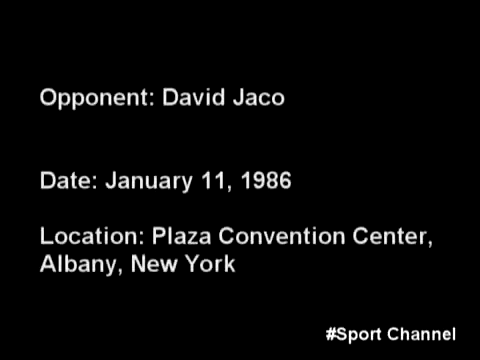 Opponent: David Jaco
Date: January 11, 1986
Location: Plaza Convention Center,
Albany, New York
#Sport Channel